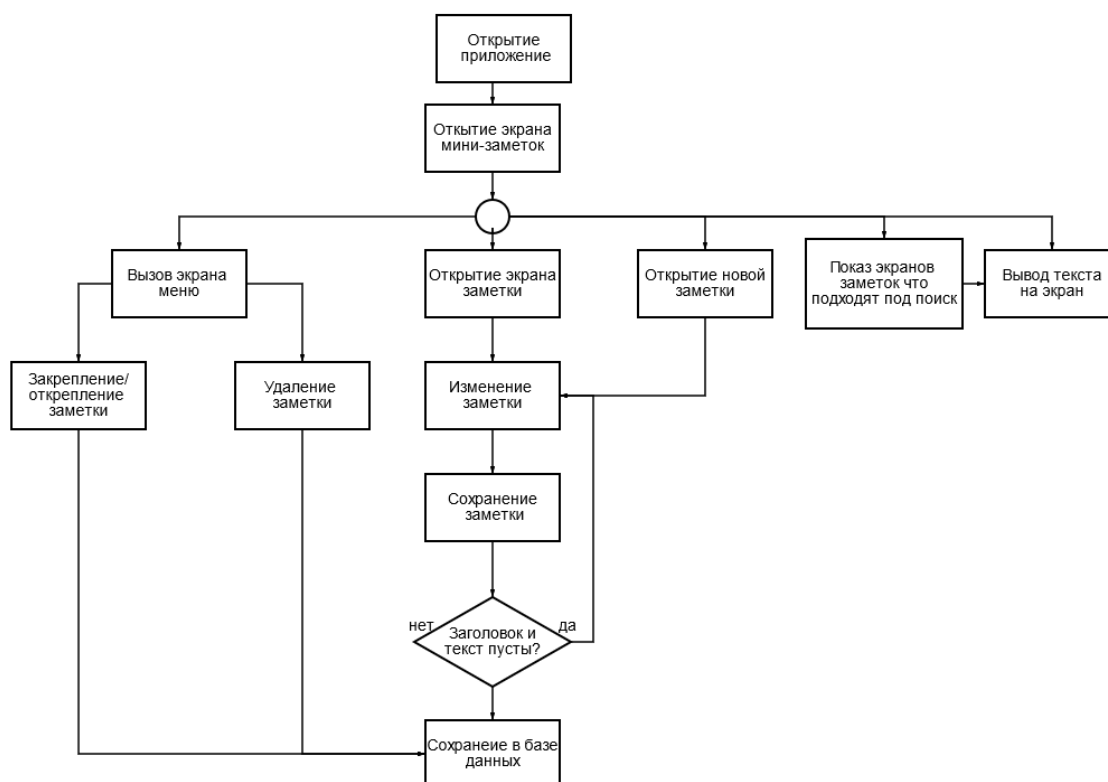 Открытие
приложение
Откытие экрана
мини-заметок
Вызов экрана
меню
Открытие экрана
заметки
Открытие новой
заметки
Показ экранов
заметок что
подходят под поиск
Вывод текста
на экран
Закрепление/
открепление
заметки
Удаление
заметки
Изменение
заметки
Сохранение
заметки
нет
Заголовок и
текст пусты?
да
Сохранеие в базе
данных